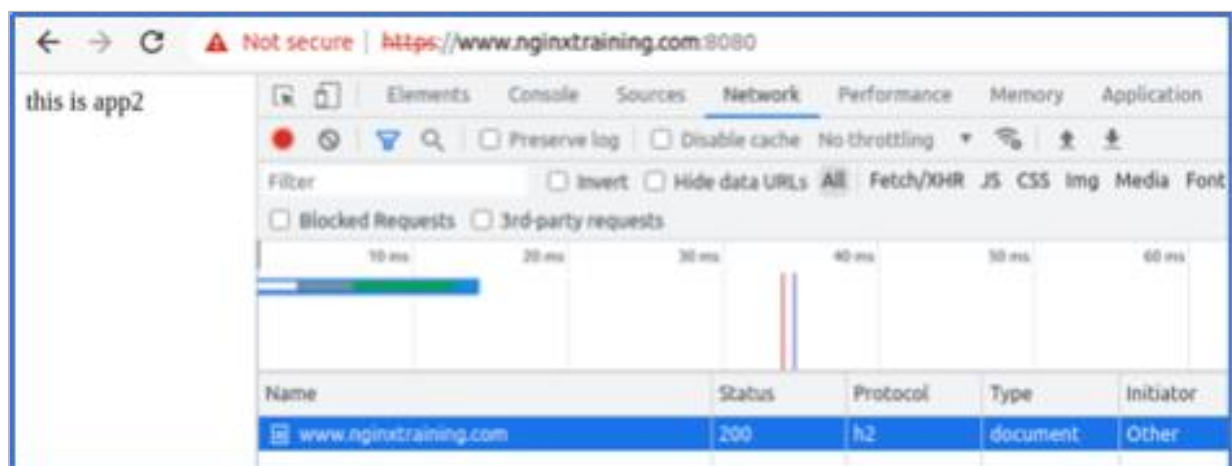 Not secure | https://www.nginxtraining.com:8080
this is app2
Elements Console Sources Network Performance Memory Application
Preserve log Disable cache No throttling
Filter Invert Hide data URLs All Fetch/XHR JS CSS Img Media Font
Blocked Requests 3rd-party requests
10 ms 20 ms 30 ms 40 ms 50 ms 60 ms
Name Status Protocol Type Initiator
www.nginxtraining.com 200 h2 document Other